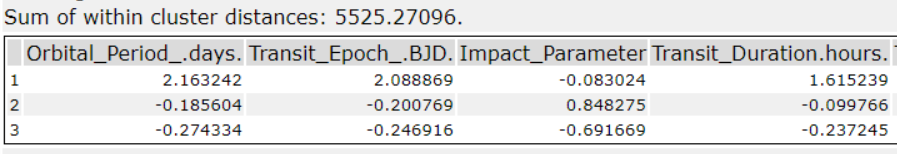 Sum of within cluster distances: 5525.27096.
Orbital_Period_.days. Transit_Epoch_.BJD. Impact_Parameter Transit_Duration.hours.
1 2.163242 2.088869 -0.083024 1.615239
2 -0.185604 -0.200769 0.848275 -0.099766
3 -0.274334 -0.246916 -0.691669 -0.237245